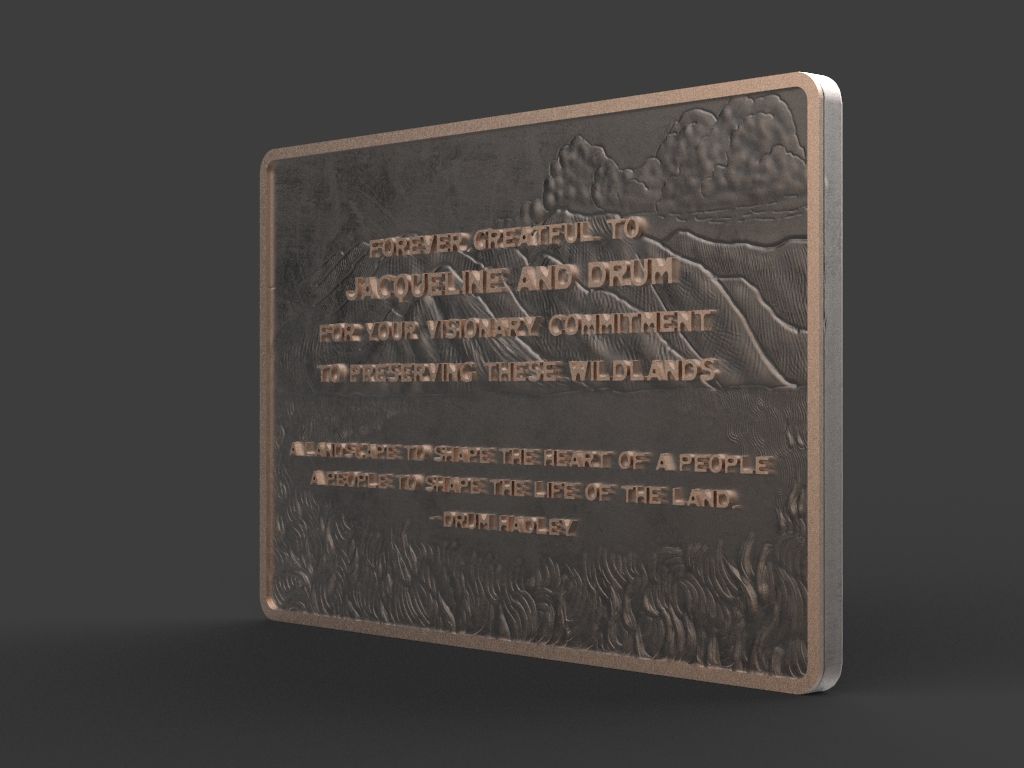 FOREVER GREATFUL TO
JACQUELINE AND DRUM
FOR YOUR VISIONARY COMMITMENT
TO PRESERVING THESE WILDLANDS
A LANDSCAPE TO SHAPE THE HEART OF A PEOPLE
A PEOPLE TO SHAPE THE LIFE OF THE LAND.
-DRUM HADLEY